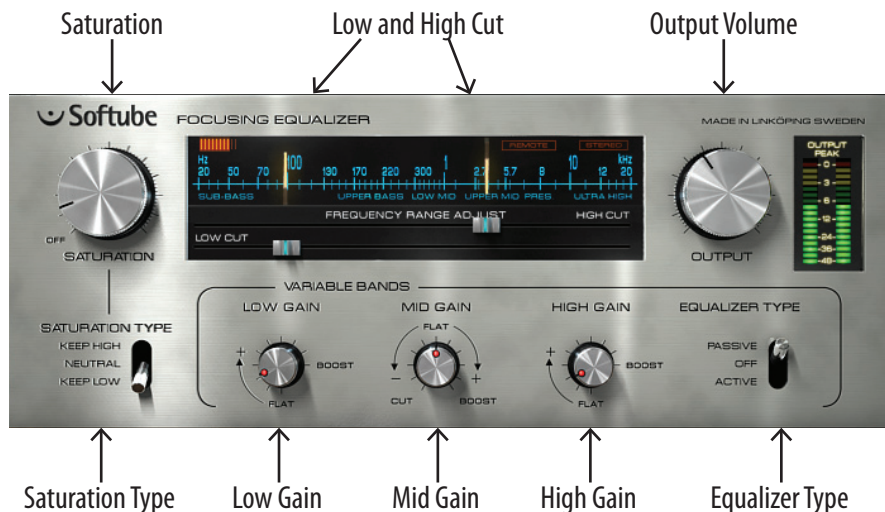 Saturation Low and High Cut Output Volume
Softube FOCUSING EQUALIZER MADE IN LINKÖPING SWEDEN
REMOTE STEREO
OUTPUT PEAK
Hz 20 50 70 100 130 170 220 300 1 2.7 5.7 8 10 12 20 kHz
SUB-BASS UPPER BASS LOW MID UPPER MID PRES. ULTRA HIGH
FREQUENCY RANGE ADJUST HIGH CUT
LOW CUT
0
3
6
12
24
36
48
OFF
SATURATION OUTPUT
VARIABLE BANDS
LOW GAIN MID GAIN HIGH GAIN EQUALIZER TYPE
SATURATION TYPE
KEEP HIGH
NEUTRAL
KEEP LOW
+ BOOST FLAT
FLAT - + CUT BOOST
+ BOOST FLAT
PASSIVE
OFF
ACTIVE
Saturation Type Low Gain Mid Gain High Gain Equalizer Type